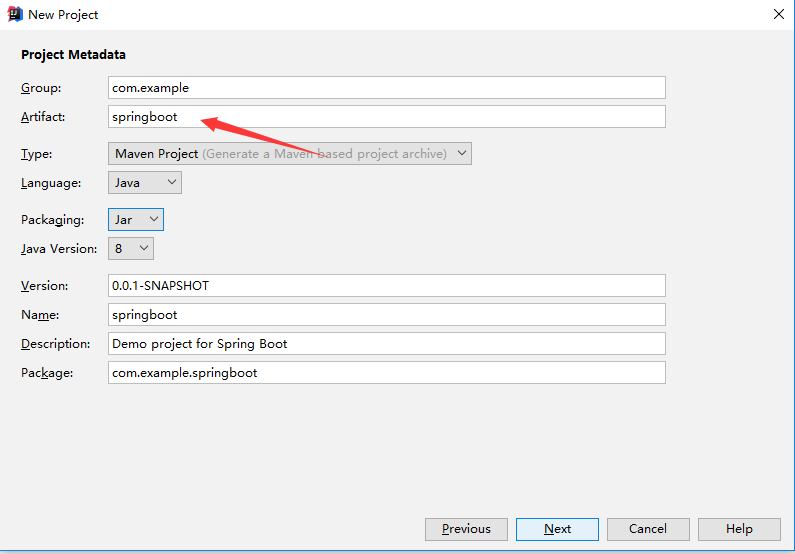 New Project
Project Metadata
Group: com.example
Artifact: springboot
Type: Maven Project (Generate a Maven based project archive)
Language: Java
Packaging: Jar
Java Version: 8
Version: 0.0.1-SNAPSHOT
Name: springboot
Description: Demo project for Spring Boot
Package: com.example.springboot
Previous Next Cancel Help